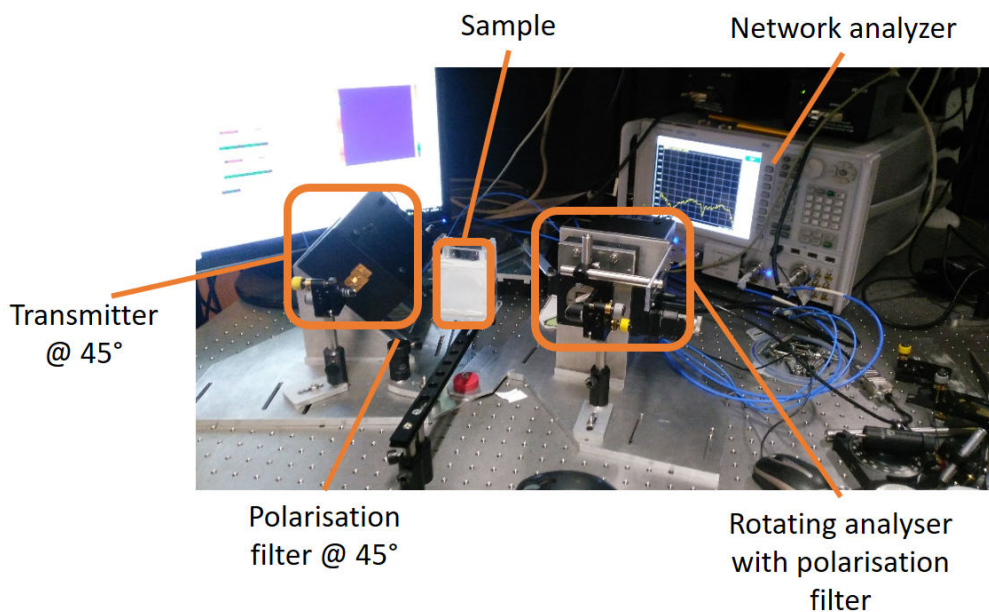 Sample
Network analyzer
Transmitter
@ 45°
Polarisation
filter @ 45°
Rotating analyser
with polarisation
filter